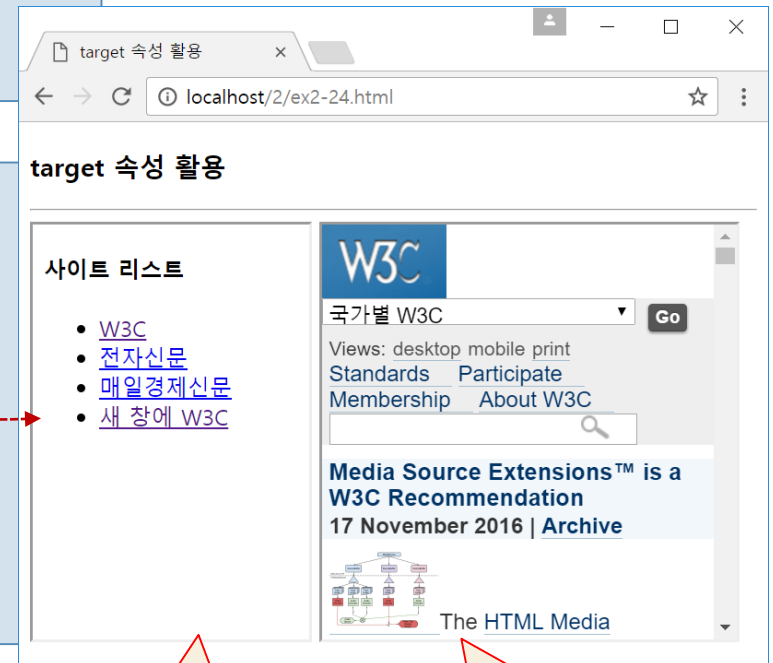 target 속성 활용
localhost/2/ex2-24.html
target 속성 활용
사이트 리스트
W3C
전자신문
매일경제신문
새 창에 W3C
W3C
국가별 W3C
Go
Views: desktop mobile print
Standards Participate
Membership About W3C
Media Source Extensions™ is a
W3C Recommendation
17 November 2016 | Archive
The HTML Media